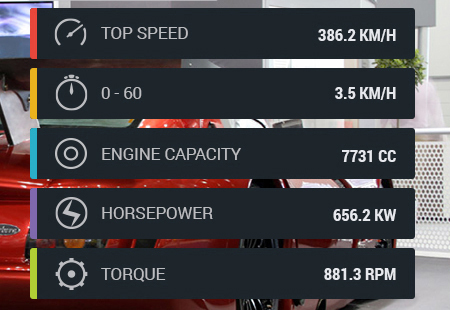 TOP SPEED 386.2 KM/H
0 - 60 3.5 KM/H
ENGINE CAPACITY 7731 CC
HORSEPOWER 656.2 KW
TORQUE 881.3 RPM